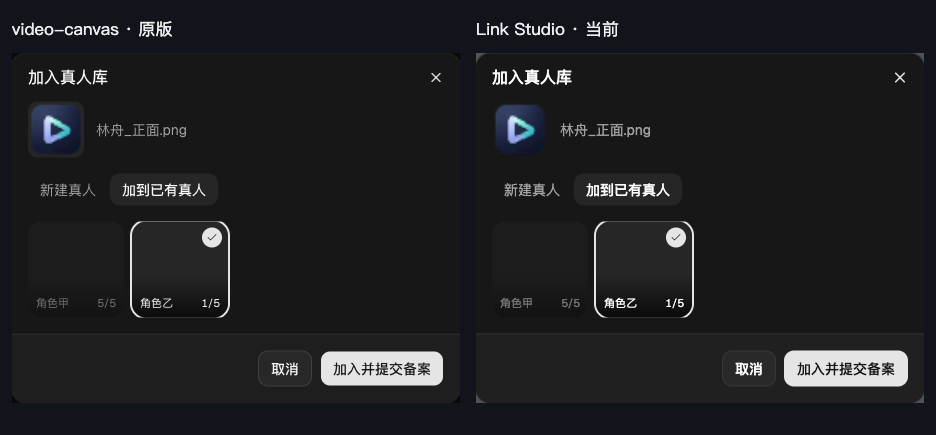 video-canvas · 原版
加入真人库
林舟_正面.png
新建真人 加到已有真人
角色甲 5/5 角色乙 1/5
取消 加入并提交备案
Link Studio · 当前
加入真人库
林舟_正面.png
新建真人 加到已有真人
角色甲 5/5 角色乙 1/5
取消 加入并提交备案